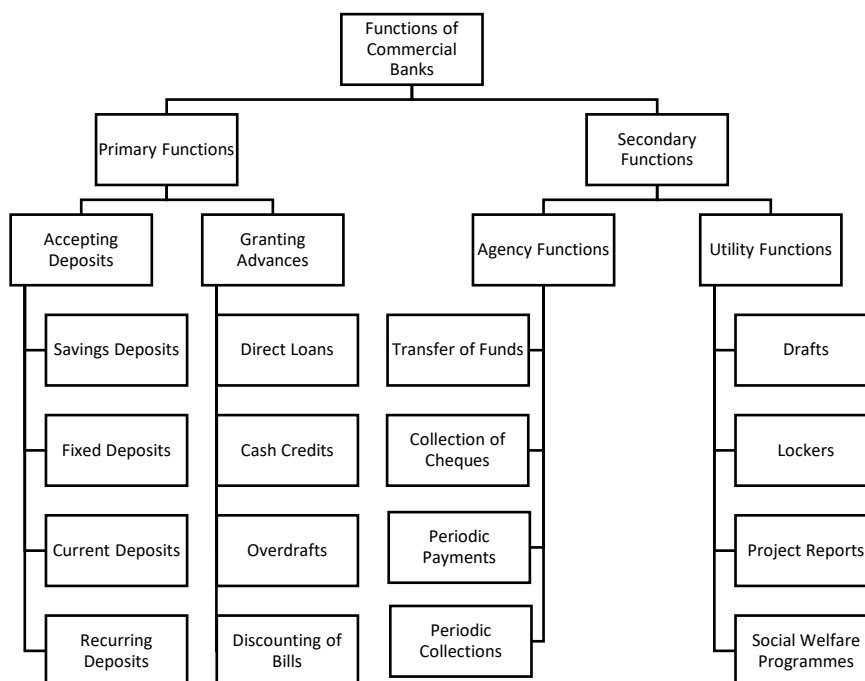 Functions of
Commercial
Banks
Primary Functions
Secondary
Functions
Accepting
Deposits
Granting
Advances
Agency Functions
Utility Functions
Savings Deposits
Direct Loans
Transfer of Funds
Drafts
Fixed Deposits
Cash Credits
Collection of
Cheques
Lockers
Current Deposits
Overdrafts
Periodic
Payments
Project Reports
Recurring
Deposits
Discounting of
Bills
Periodic
Collections
Social Welfare
Programmes